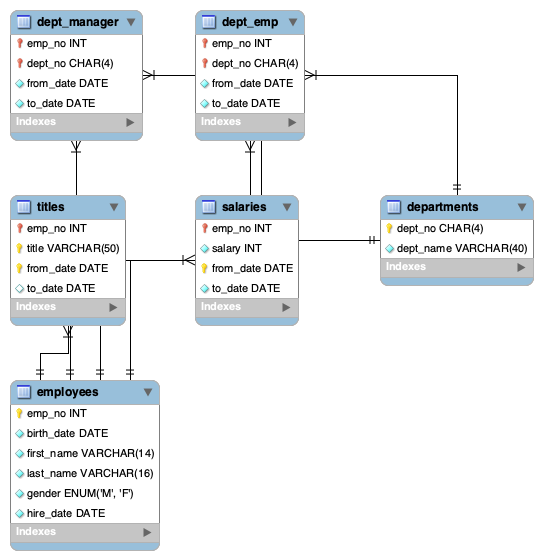 dept_manager
emp_no INT
dept_no CHAR(4)
from_date DATE
to_date DATE
Indexes
dept_emp
emp_no INT
dept_no CHAR(4)
from_date DATE
to_date DATE
Indexes
titles
emp_no INT
title VARCHAR(50)
from_date DATE
to_date DATE
Indexes
salaries
emp_no INT
salary INT
from_date DATE
to_date DATE
Indexes
departments
dept_no CHAR(4)
dept_name VARCHAR(40)
Indexes
employees
emp_no INT
birth_date DATE
first_name VARCHAR(14)
last_name VARCHAR(16)
gender ENUM('M', 'F')
hire_date DATE
Indexes